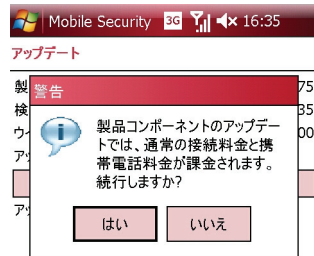 Mobile Security 3G 16:35
アップデート
製 75
警告
検 35
製品コンポーネントのアップデー
ウイ 00
トでは、通常の接続料金と携
帯電話料金が課金されます。
続行しますか?
はい いいえ